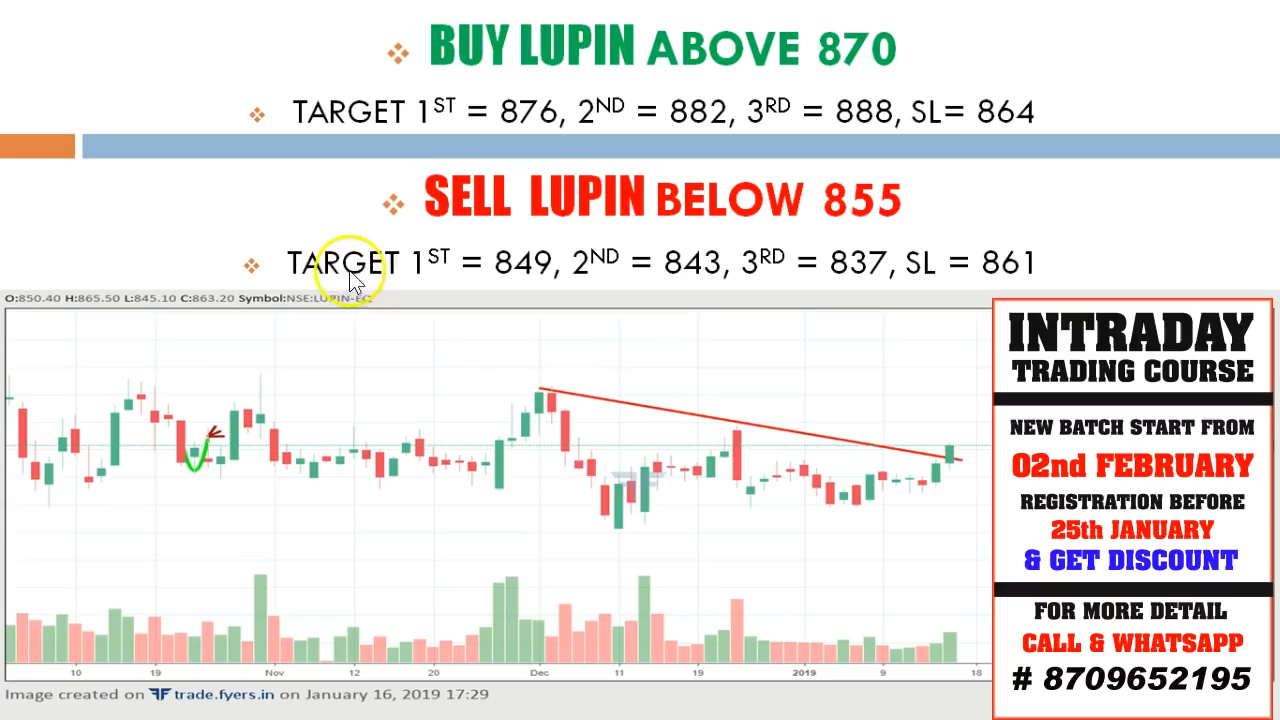 BUY LUPIN ABOVE 870
TARGET 1ST = 876, 2ND = 882, 3RD = 888, SL= 864
SELL LUPIN BELOW 855
TARGET 1ST = 849, 2ND = 843, 3RD = 837, SL = 861
O:850.40 H:865.50 L:845.10 C:863.20 Symbol:NSE:LUPIN-EQ
10 19 Nov 12 20 Dec 11 19 2019 9 18
Image created on trade.fyers.in on January 16, 2019 17:29
INTRADAY
TRADING COURSE
NEW BATCH START FROM
02nd FEBRUARY
REGISTRATION BEFORE
25th JANUARY
& GET DISCOUNT
FOR MORE DETAIL
CALL & WHATSAPP
# 8709652195